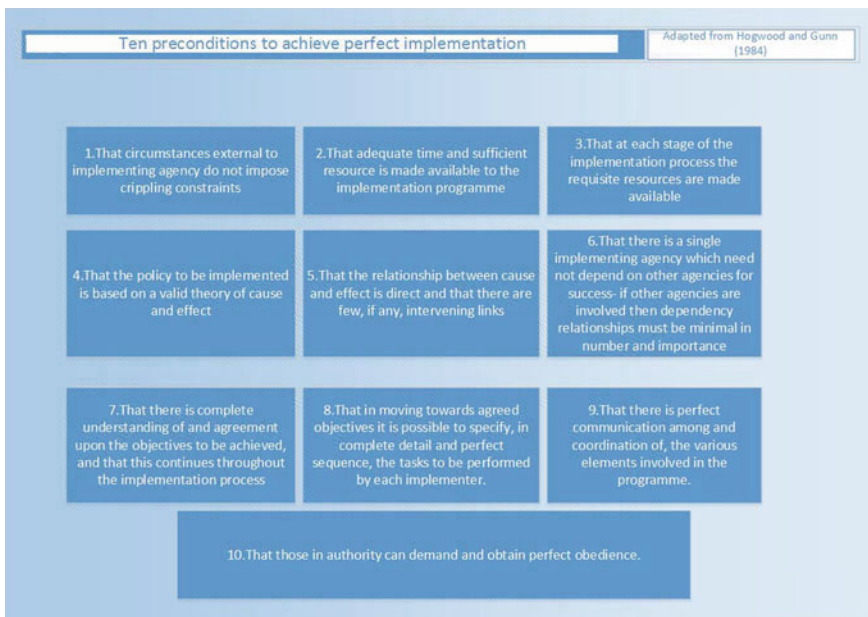 Ten preconditions to achieve perfect implementation
Adapted from Hogwood and Gunn
(1984)
1.That circumstances external to
implementing agency do not impose
crippling constraints
2.That adequate time and sufficient
resource is made available to the
implementation programme
3.That at each stage of the
implementation process the
requisite resources are made
available
4.That the policy to be implemented
is based on a valid theory of cause
and effect
5.That the relationship between cause
and effect is direct and that there are
few, if any, intervening links
6.That there is a single
implementing agency which need
not depend on other agencies for
success- if other agencies are
involved then dependency
relationships must be minimal in
number and importance
7.That there is complete
understanding of and agreement
upon the objectives to be achieved,
and that this continues throughout
the implementation process
8.That in moving towards agreed
objectives it is possible to specify, in
complete detail and perfect
sequence, the tasks to be performed
by each implementer.
9.That there is perfect
communication among and
coordination of, the various
elements involved in the
programme.
10.That those in authority can demand and obtain perfect obedience.